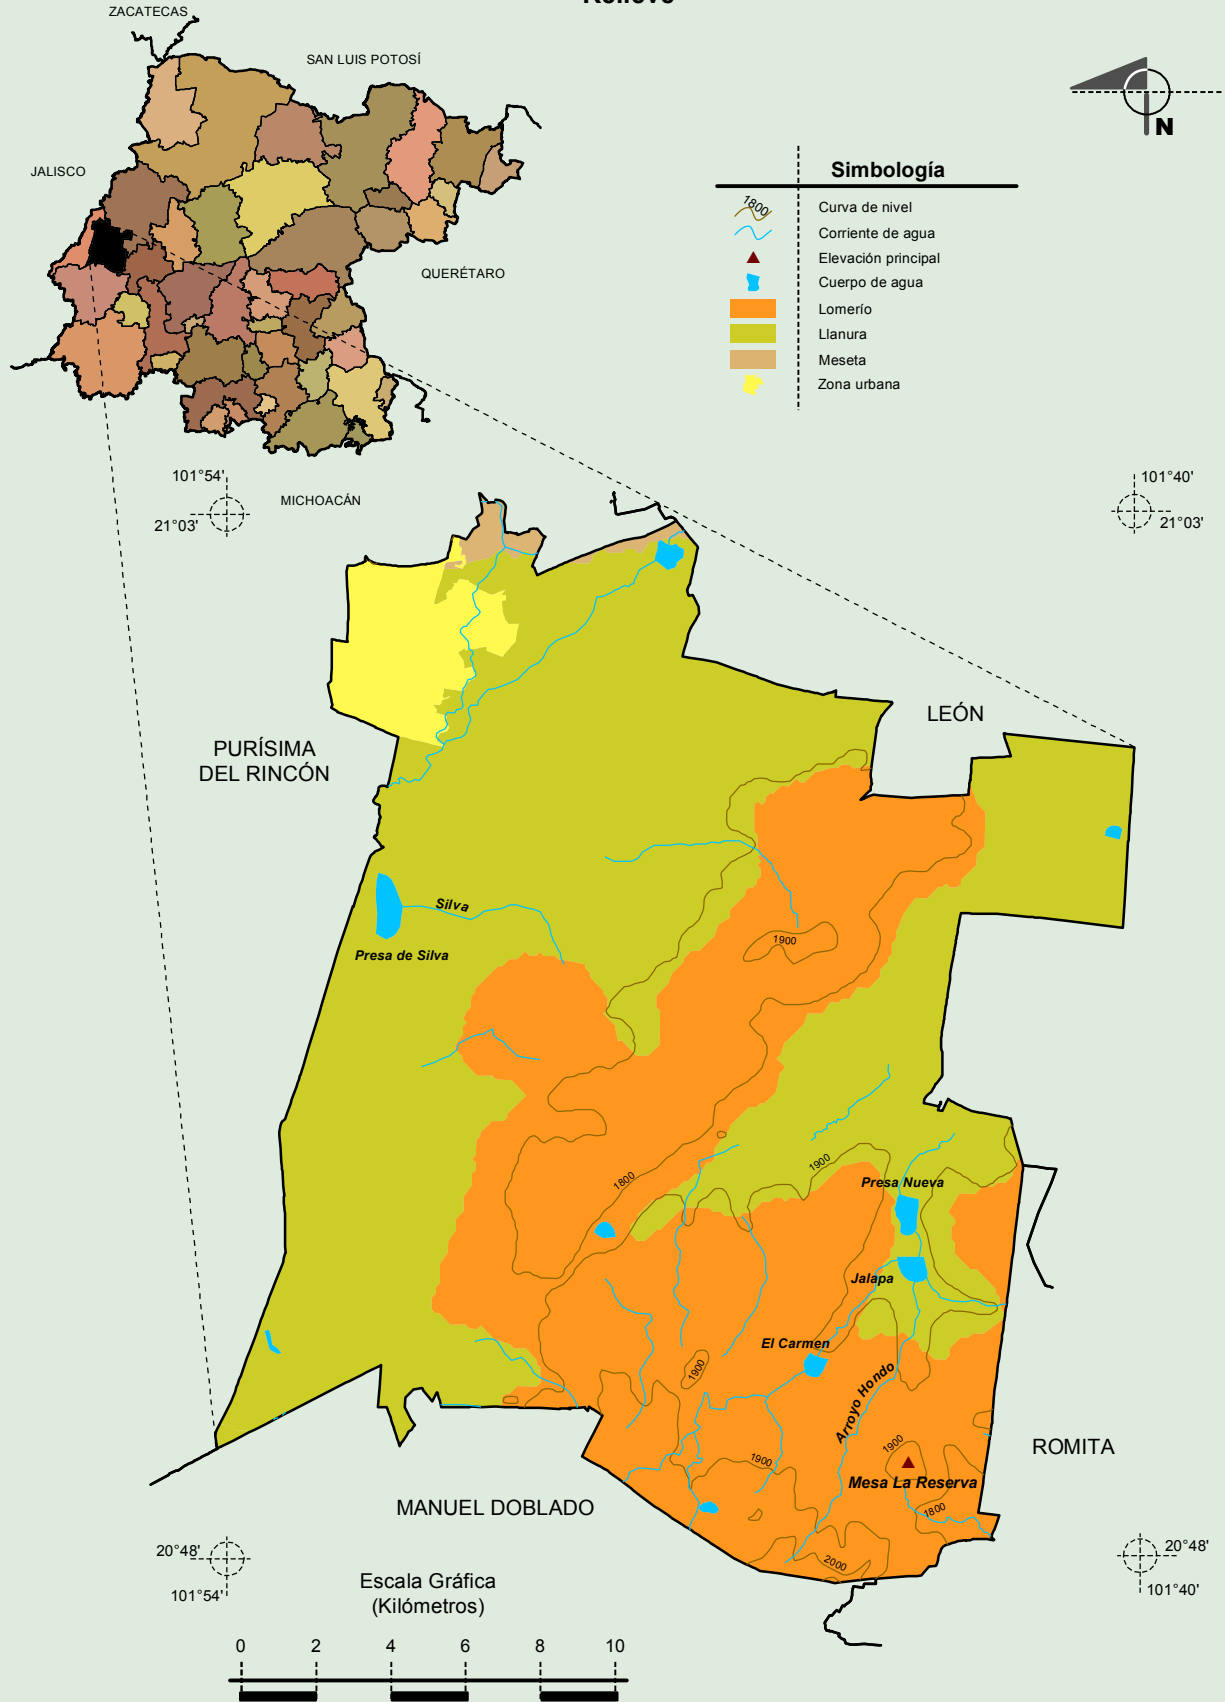 Relieve
ZACATECAS
SAN LUIS POTOSÍ
JALISCO
QUERÉTARO
MICHOACÁN
N
Simbología
1800
Curva de nivel
Corriente de agua
Elevación principal
Cuerpo de agua
Lomerío
Llanura
Meseta
Zona urbana
101°54'
21°03'
101°40'
21°03'
LEÓN
PURÍSIMA
DEL RINCÓN
Silva
Presa de Silva
1900
1900
1800
Presa Nueva
Jalapa
El Carmen
1900
Arroyo Hondo
1900
1900
Mesa La Reserva
1800
2000
ROMITA
MANUEL DOBLADO
20°48'
101°54'
20°48'
101°40'
Escala Gráfica
(Kilómetros)
0 2 4 6 8 10